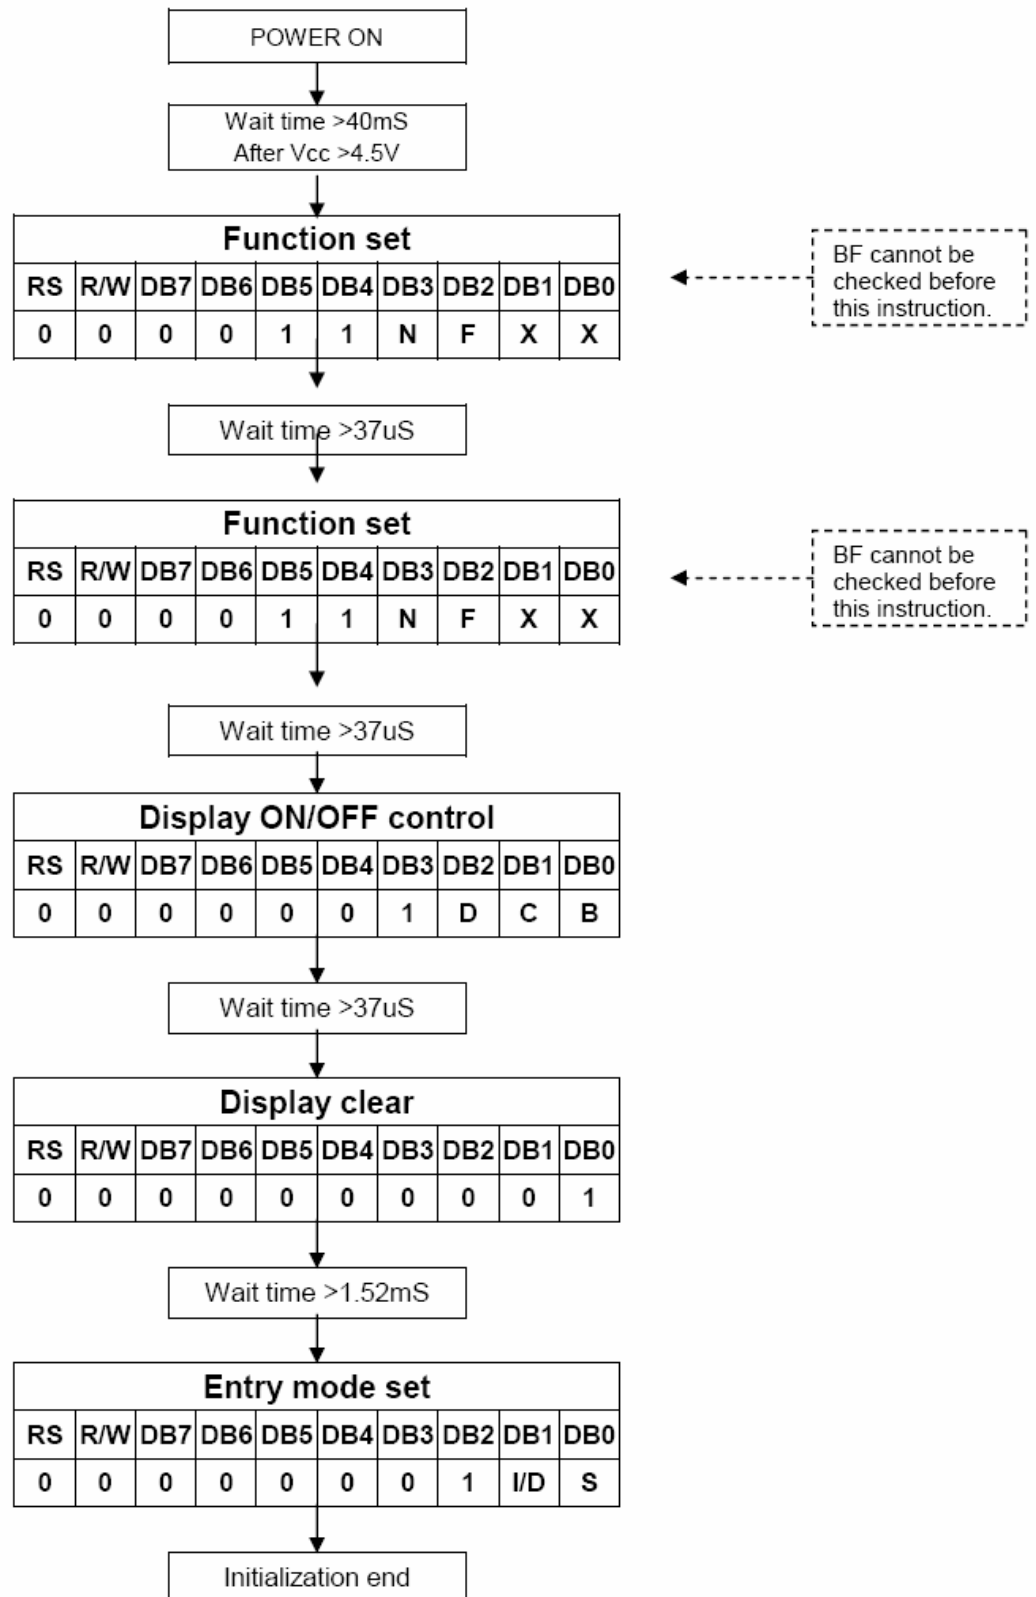 POWER ON
Wait time >40mS
After Vcc >4.5V
Function set
RS R/W DB7 DB6 DB5 DB4 DB3 DB2 DB1 DB0
0 0 0 0 1 1 N F X X
BF cannot be
checked before
this instruction.
Wait time >37uS
Function set
RS R/W DB7 DB6 DB5 DB4 DB3 DB2 DB1 DB0
0 0 0 0 1 1 N F X X
BF cannot be
checked before
this instruction.
Wait time >37uS
Display ON/OFF control
RS R/W DB7 DB6 DB5 DB4 DB3 DB2 DB1 DB0
0 0 0 0 0 0 1 D C B
Wait time >37uS
Display clear
RS R/W DB7 DB6 DB5 DB4 DB3 DB2 DB1 DB0
0 0 0 0 0 0 0 0 0 1
Wait time >1.52mS
Entry mode set
RS R/W DB7 DB6 DB5 DB4 DB3 DB2 DB1 DB0
0 0 0 0 0 0 0 1 I/D S
Initialization end